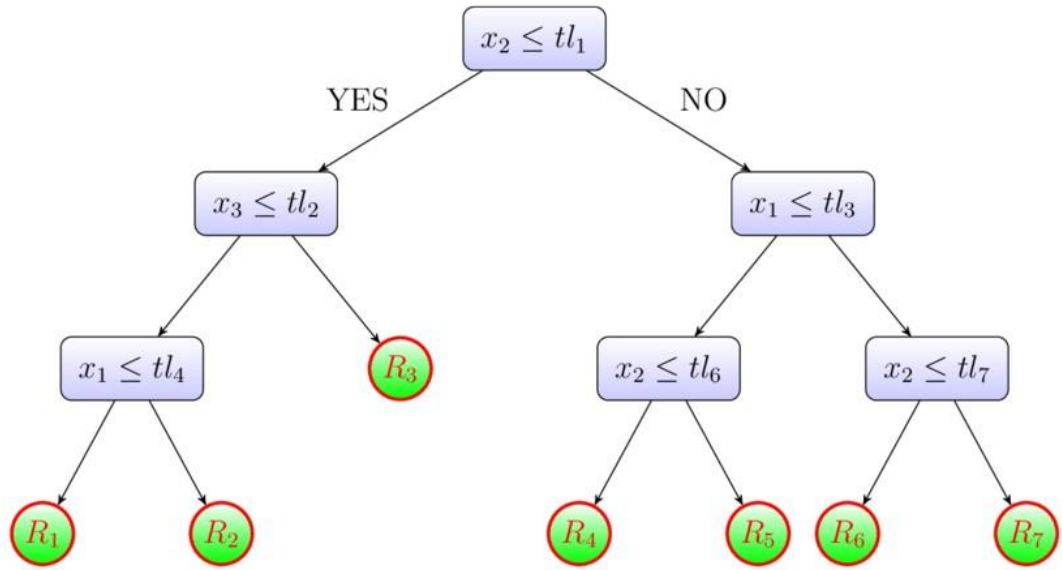 x₂ ≤ tl₁
YES
NO
x₃ ≤ tl₂
x₁ ≤ tl₃
x₁ ≤ tl₄
R₃
x₂ ≤ tl₆
x₂ ≤ tl₇
R₁
R₂
R₄
R₅
R₆
R₇